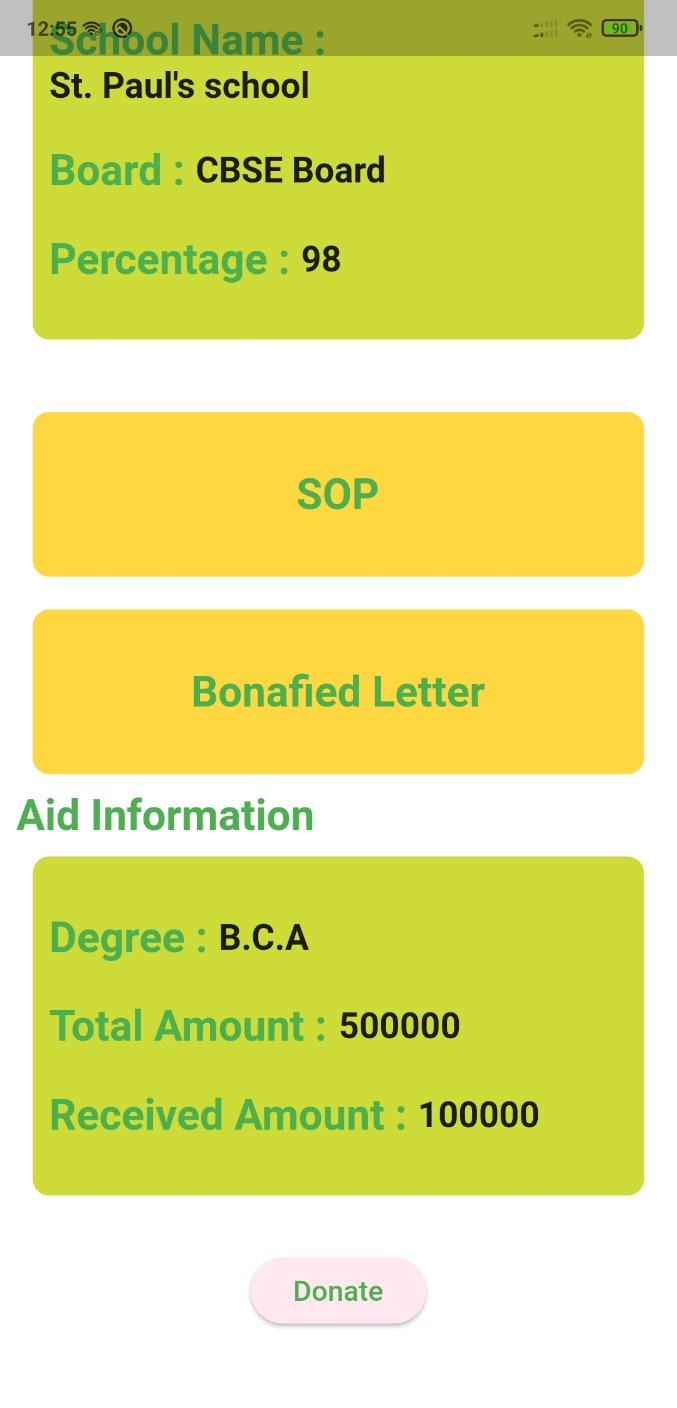 12:55
90
School Name :
St. Paul's school
Board : CBSE Board
Percentage : 98
SOP
Bonafied Letter
Aid Information
Degree : B.C.A
Total Amount : 500000
Received Amount : 100000
Donate